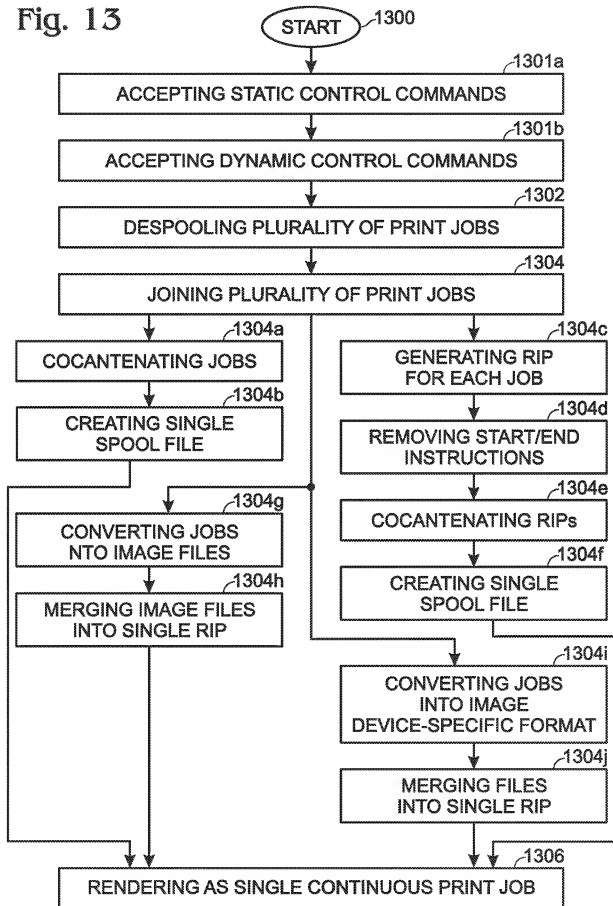 Fig. 13
START
1300
1301a
ACCEPTING STATIC CONTROL COMMANDS
1301b
ACCEPTING DYNAMIC CONTROL COMMANDS
1302
DESPOOLING PLURALITY OF PRINT JOBS
1304
JOINING PLURALITY OF PRINT JOBS
1304a
COCANTENATING JOBS
1304b
CREATING SINGLE
SPOOL FILE
1304c
GENERATING RIP
FOR EACH JOB
1304d
REMOVING START/END
INSTRUCTIONS
1304e
COCANTENATING RIPs
1304f
CREATING SINGLE
SPOOL FILE
1304g
CONVERTING JOBS
NTO IMAGE FILES
1304h
MERGING IMAGE FILES
INTO SINGLE RIP
1304i
CONVERTING JOBS
INTO IMAGE
DEVICE-SPECIFIC FORMAT
1304j
MERGING FILES
INTO SINGLE RIP
1306
RENDERING AS SINGLE CONTINUOUS PRINT JOB